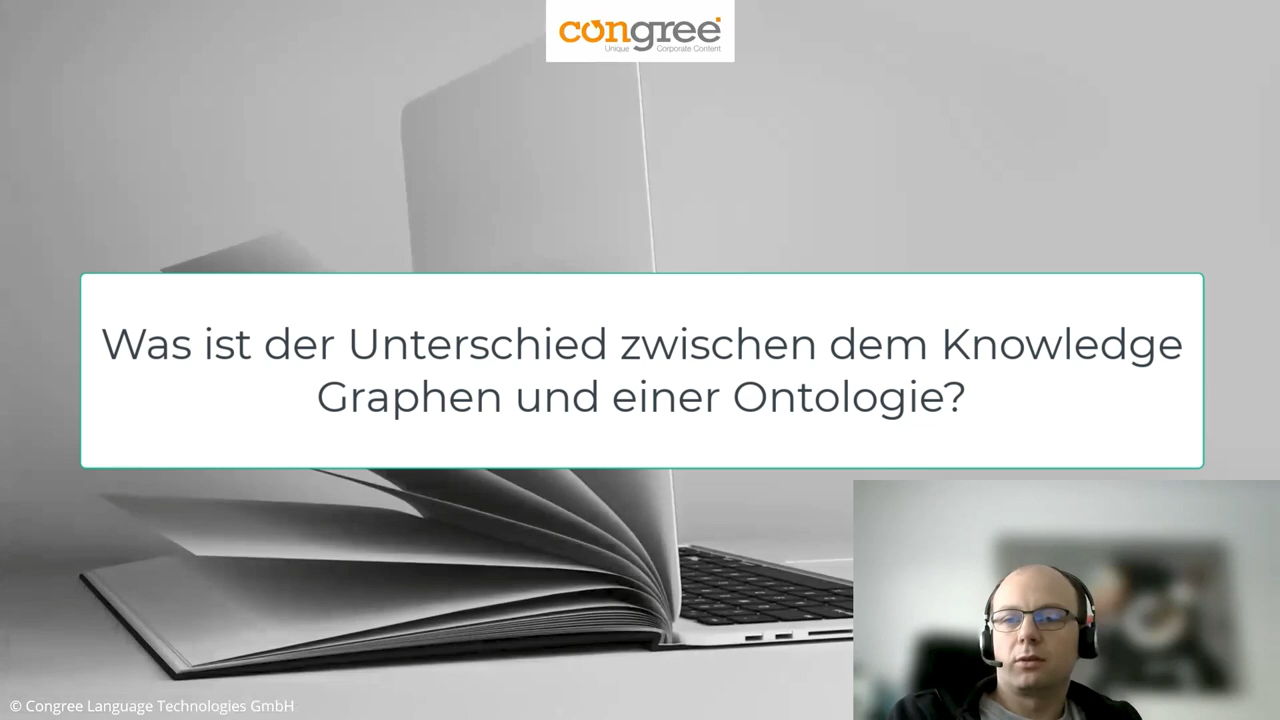 congree
Unique Corporate Content
Was ist der Unterschied zwischen dem Knowledge
Graphen und einer Ontologie?
© Congree Language Technologies GmbH